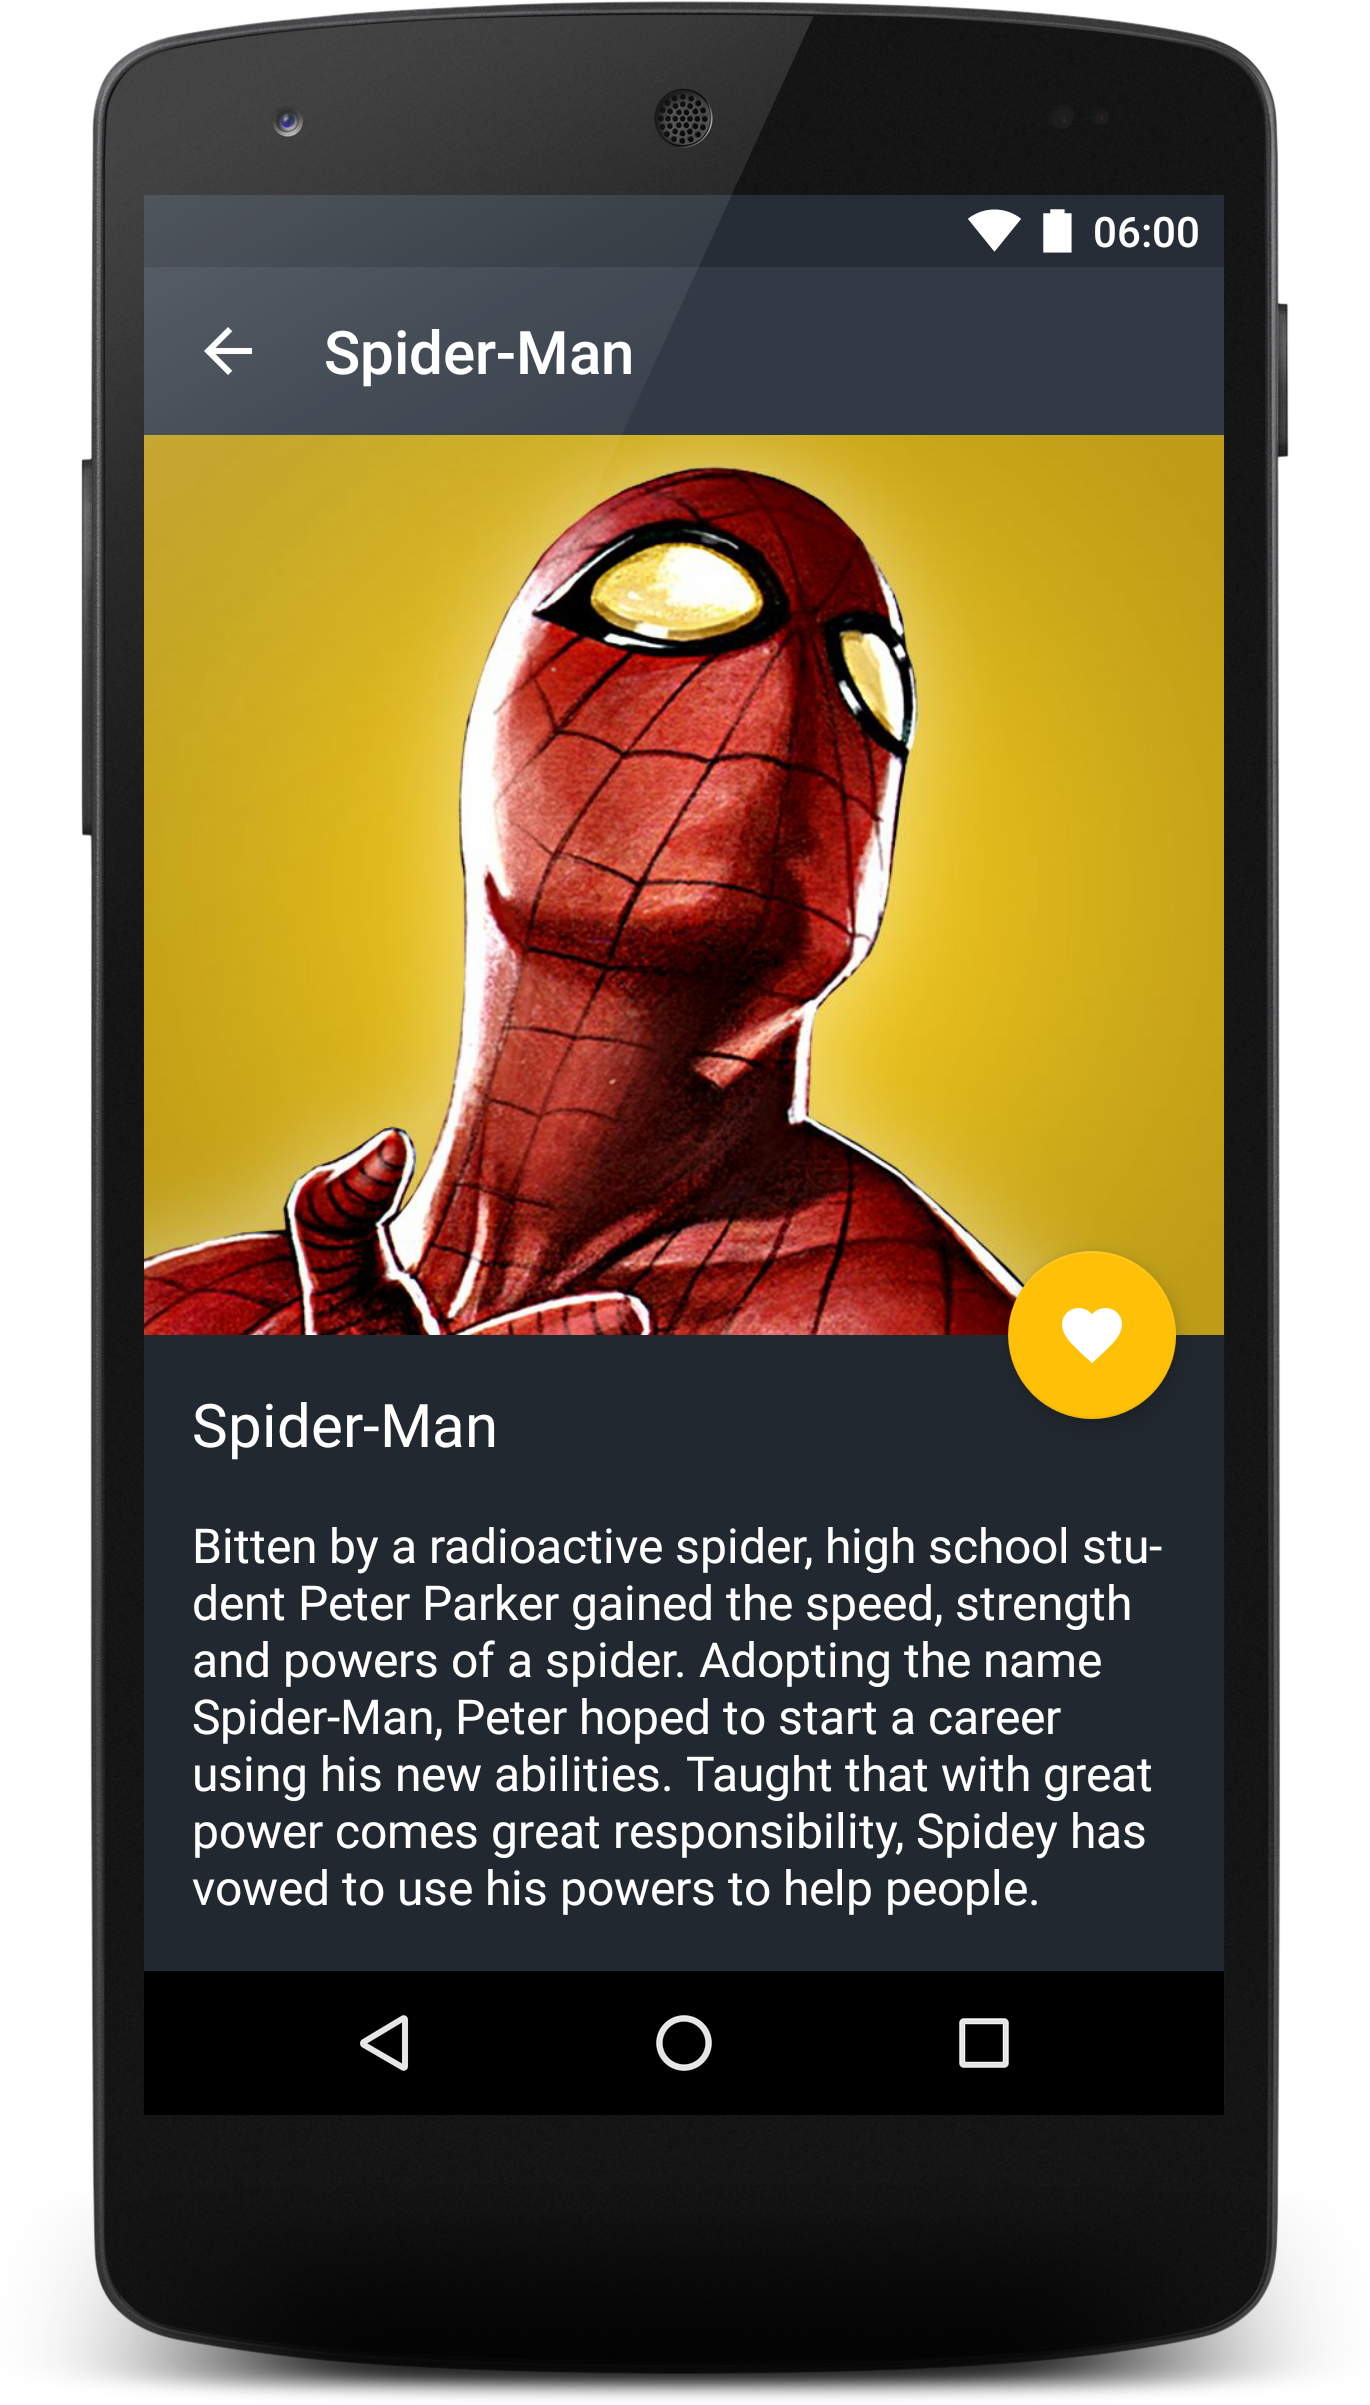 06:00
Spider-Man
Spider-Man
Bitten by a radioactive spider, high school stu-
dent Peter Parker gained the speed, strength
and powers of a spider. Adopting the name
Spider-Man, Peter hoped to start a career
using his new abilities. Taught that with great
power comes great responsibility, Spidey has
vowed to use his powers to help people.